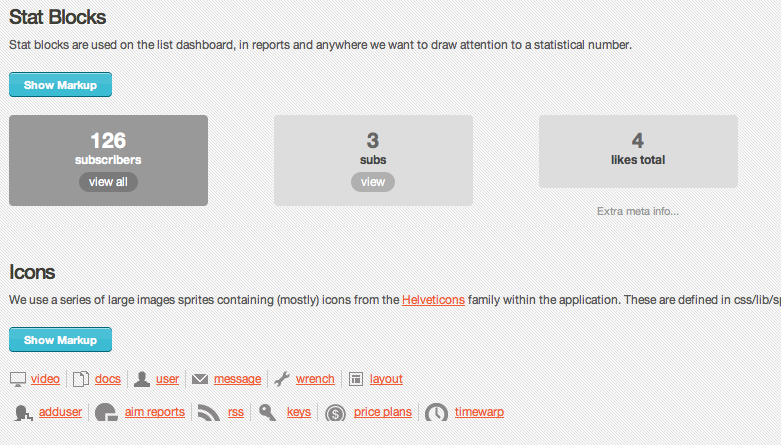 Stat Blocks
Stat blocks are used on the list dashboard, in reports and anywhere we want to draw attention to a statistical number.
Show Markup
126 3 4
subscribers subs likes total
view all view
Extra meta info...
Icons
We use a series of large images sprites containing (mostly) icons from the Helveticons family within the application. These are defined in css/lib/sp
Show Markup
video docs user message wrench layout
adduser aim reports rss keys price plans timewarp